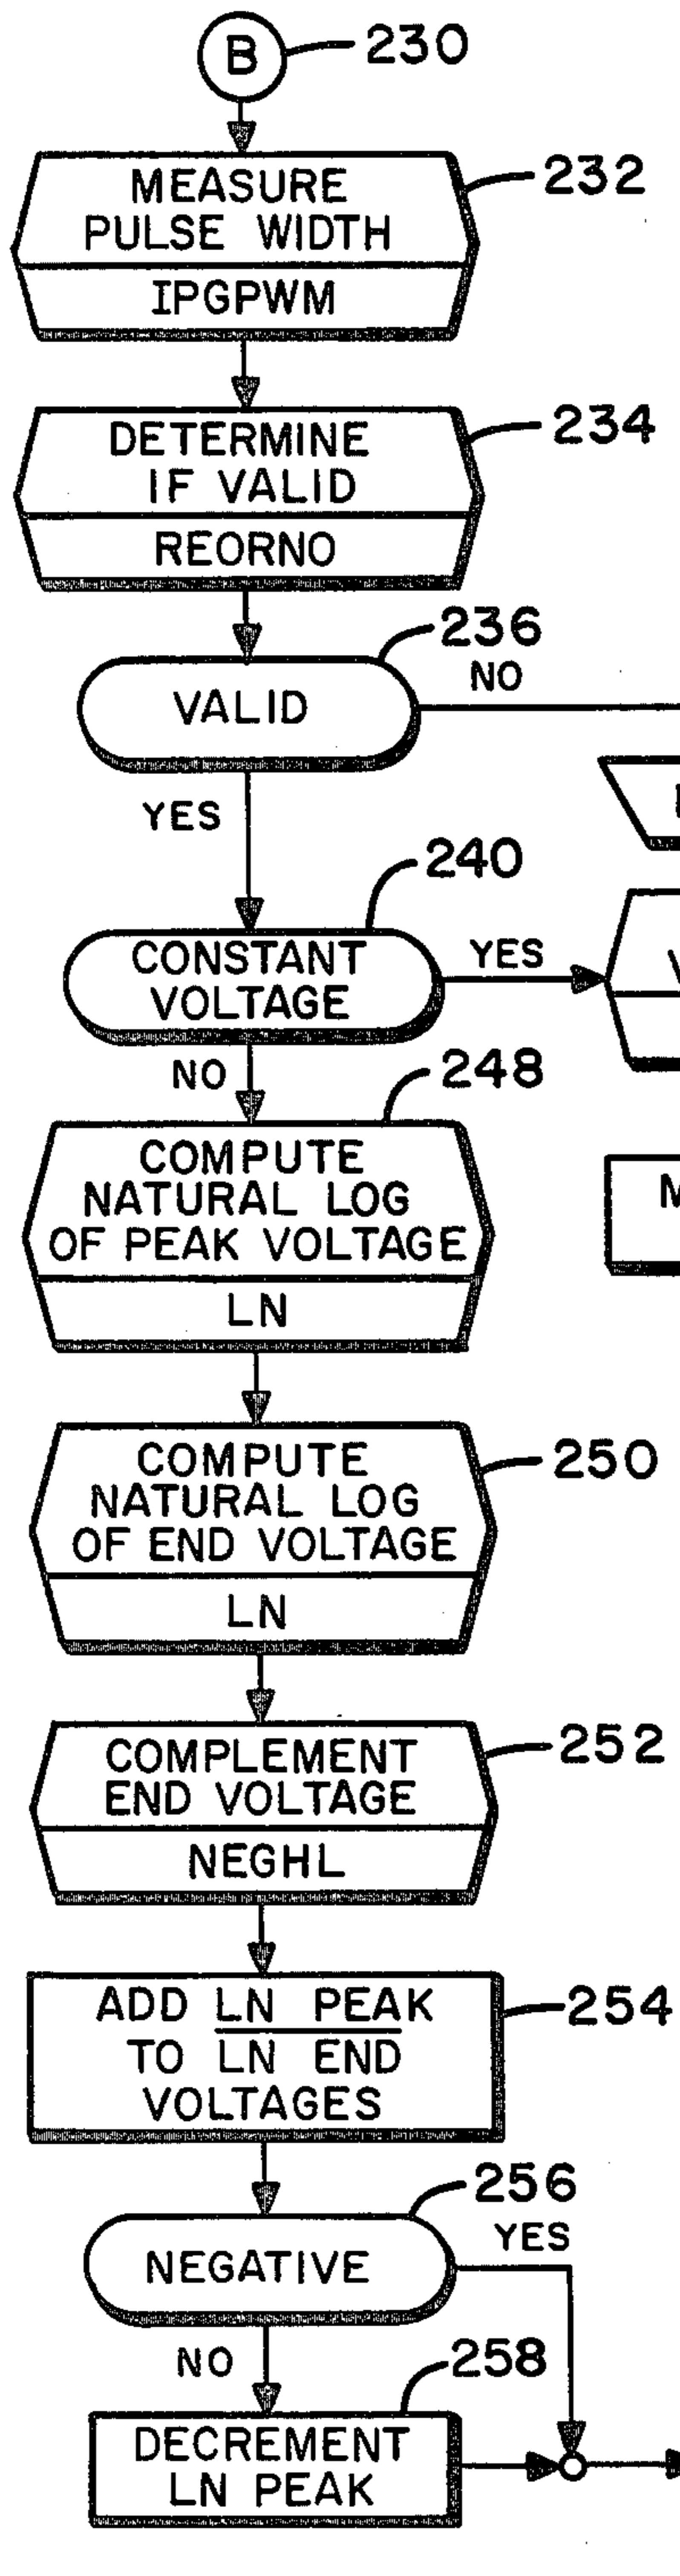 B
230
MEASURE
PULSE WIDTH
IPGPWM
232
DETERMINE
IF VALID
REORNO
234
VALID
236
NO
YES
CONSTANT
VOLTAGE
240
YES
NO
COMPUTE
NATURAL LOG
OF PEAK VOLTAGE
LN
248
COMPUTE
NATURAL LOG
OF END VOLTAGE
LN
250
COMPLEMENT
END VOLTAGE
NEGHL
252
ADD LN PEAK
TO LN END
VOLTAGES
254
NEGATIVE
256
YES
NO
DECREMENT
LN PEAK
258